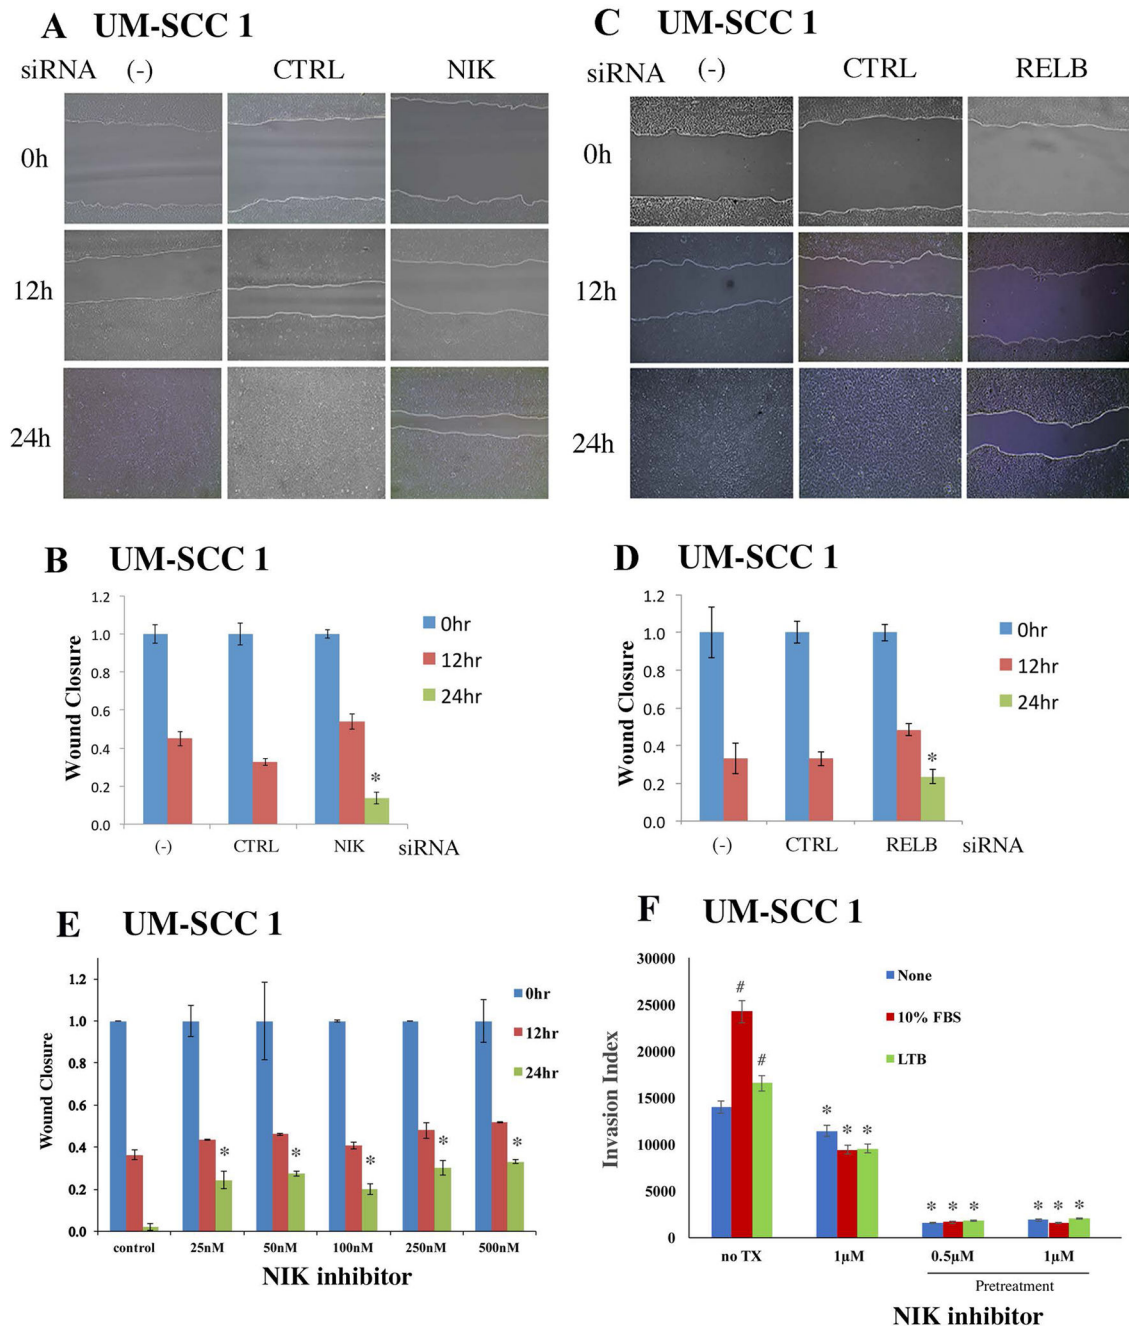 A UM-SCC 1
siRNA (-) CTRL NIK
0h
12h
24h
C UM-SCC 1
siRNA (-) CTRL RELB
0h
12h
24h
B UM-SCC 1
Wound Closure
1.2
1.0
0.8
0.6
0.4
0.2
0.0
*
0hr
12hr
24hr
(-) CTRL NIK siRNA
D UM-SCC 1
Wound Closure
1.2
1.0
0.8
0.6
0.4
0.2
0.0
*
0hr
12hr
24hr
(-) CTRL RELB siRNA
E UM-SCC 1
Wound Closure
1.2
1.0
0.8
0.6
0.4
0.2
0.0
* * * * *
0hr
12hr
24hr
control 25nM 50nM 100nM 250nM 500nM
NIK inhibitor
F UM-SCC 1
Invasion Index
30000
25000
20000
15000
10000
5000
0
#
#
* * *
* * * * * *
None
10% FBS
LTB
no TX 1µM 0.5µM 1µM
Pretreatment
NIK inhibitor